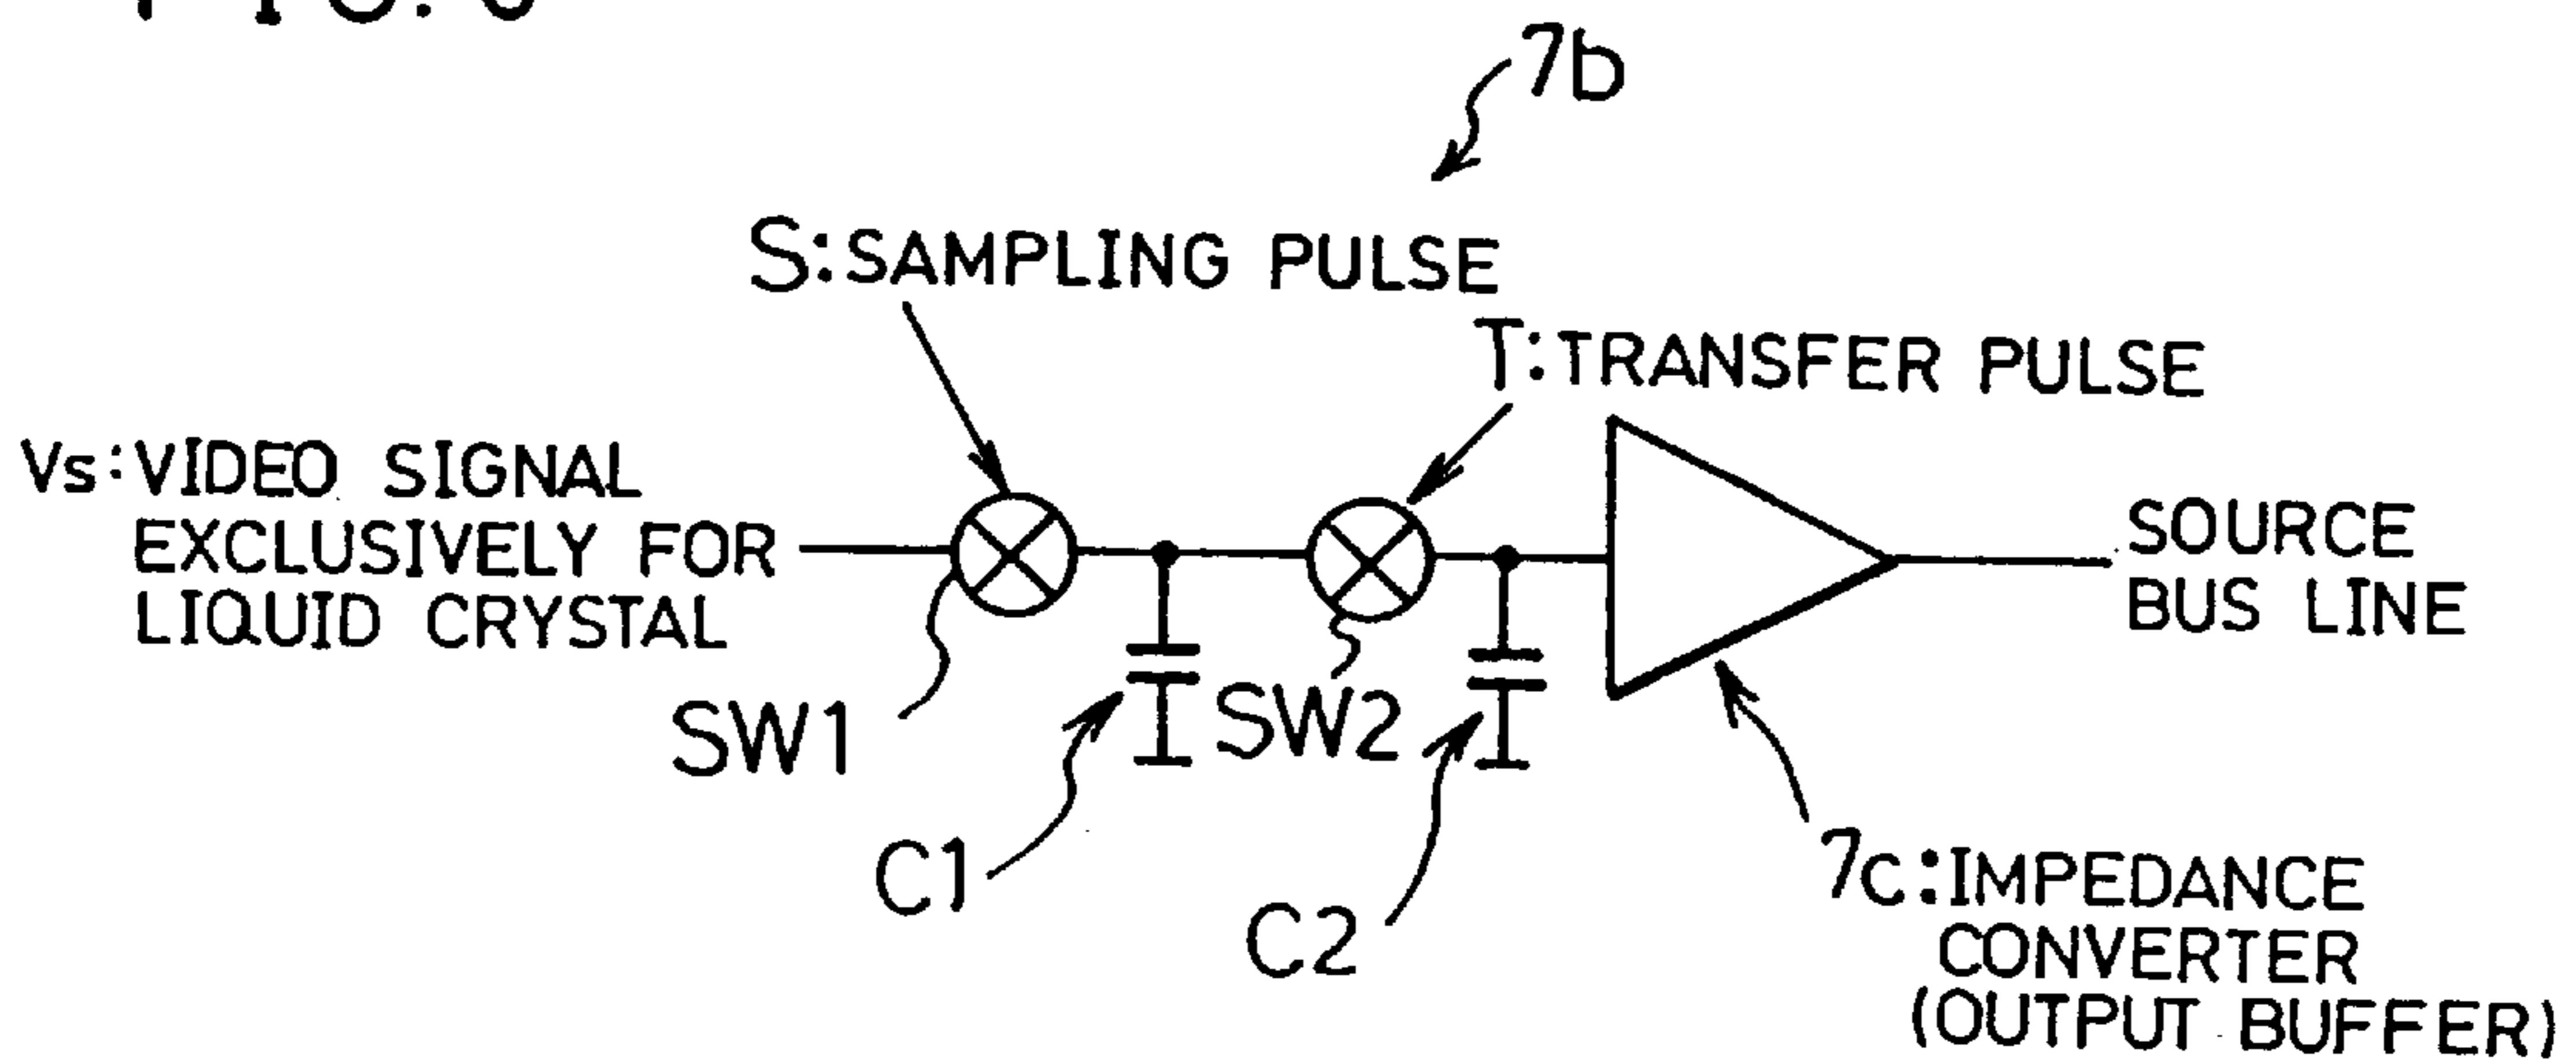 7b
S:SAMPLING PULSE
T:TRANSFER PULSE
Vs:VIDEO SIGNAL
EXCLUSIVELY FOR
LIQUID CRYSTAL
SOURCE
BUS LINE
SW1
SW2
C1
C2
7c:IMPEDANCE
CONVERTER
(OUTPUT BUFFER)